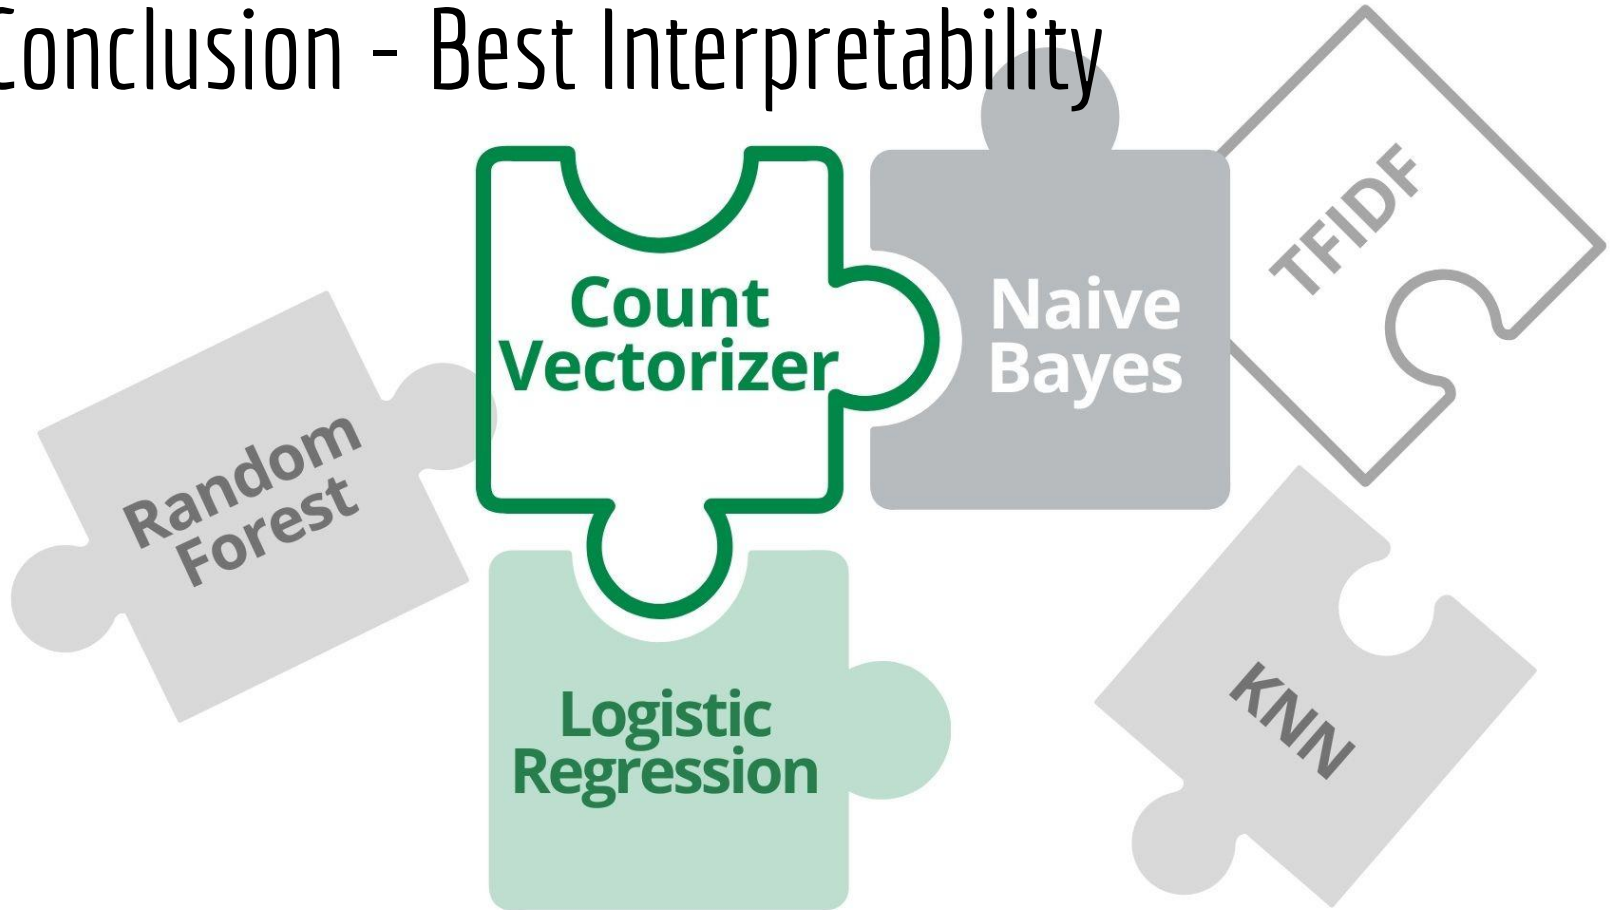 Conclusion - Best Interpretability
Count
Vectorizer
Naive
Bayes
TFIDF
Random
Forest
Logistic
Regression
KNN